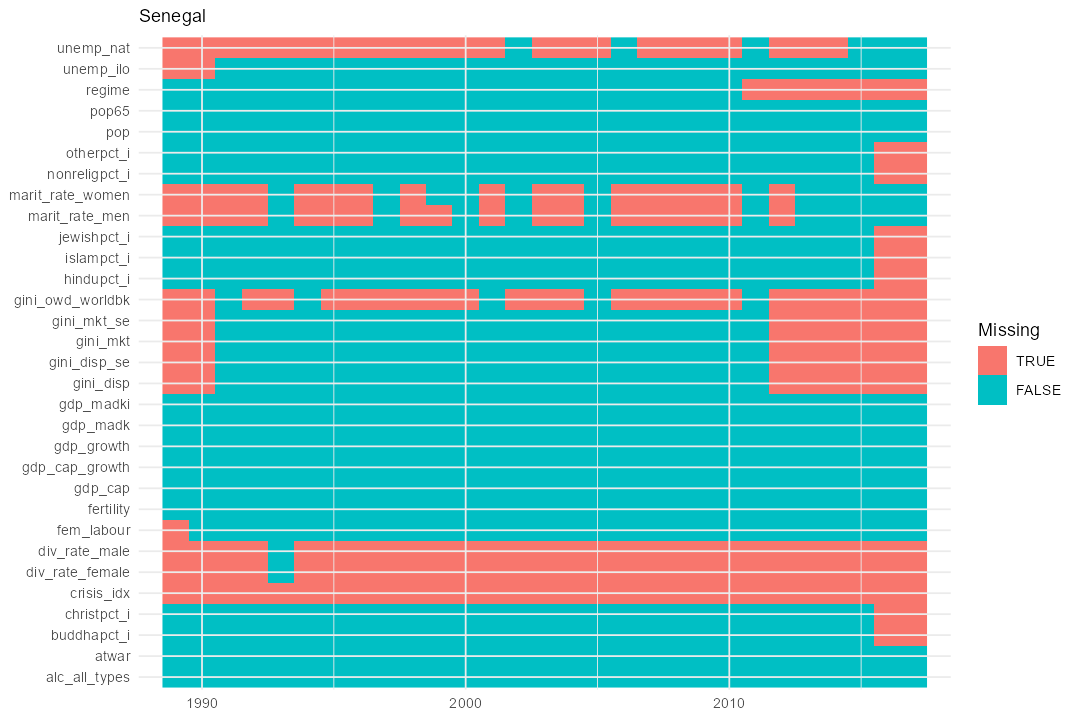 Senegal
unemp_nat
unemp_ilo
regime
pop65
pop
otherpct_i
nonreligpct_i
marit_rate_women
marit_rate_men
jewishpct_i
islampct_i
hindupct_i
gini_owd_worldbk
gini_mkt_se
gini_mkt
gini_disp_se
gini_disp
gdp_madki
gdp_madk
gdp_growth
gdp_cap_growth
gdp_cap
fertility
fem_labour
div_rate_male
div_rate_female
crisis_idx
christpct_i
buddhapct_i
atwar
alc_all_types
1990 2000 2010
Missing
TRUE
FALSE